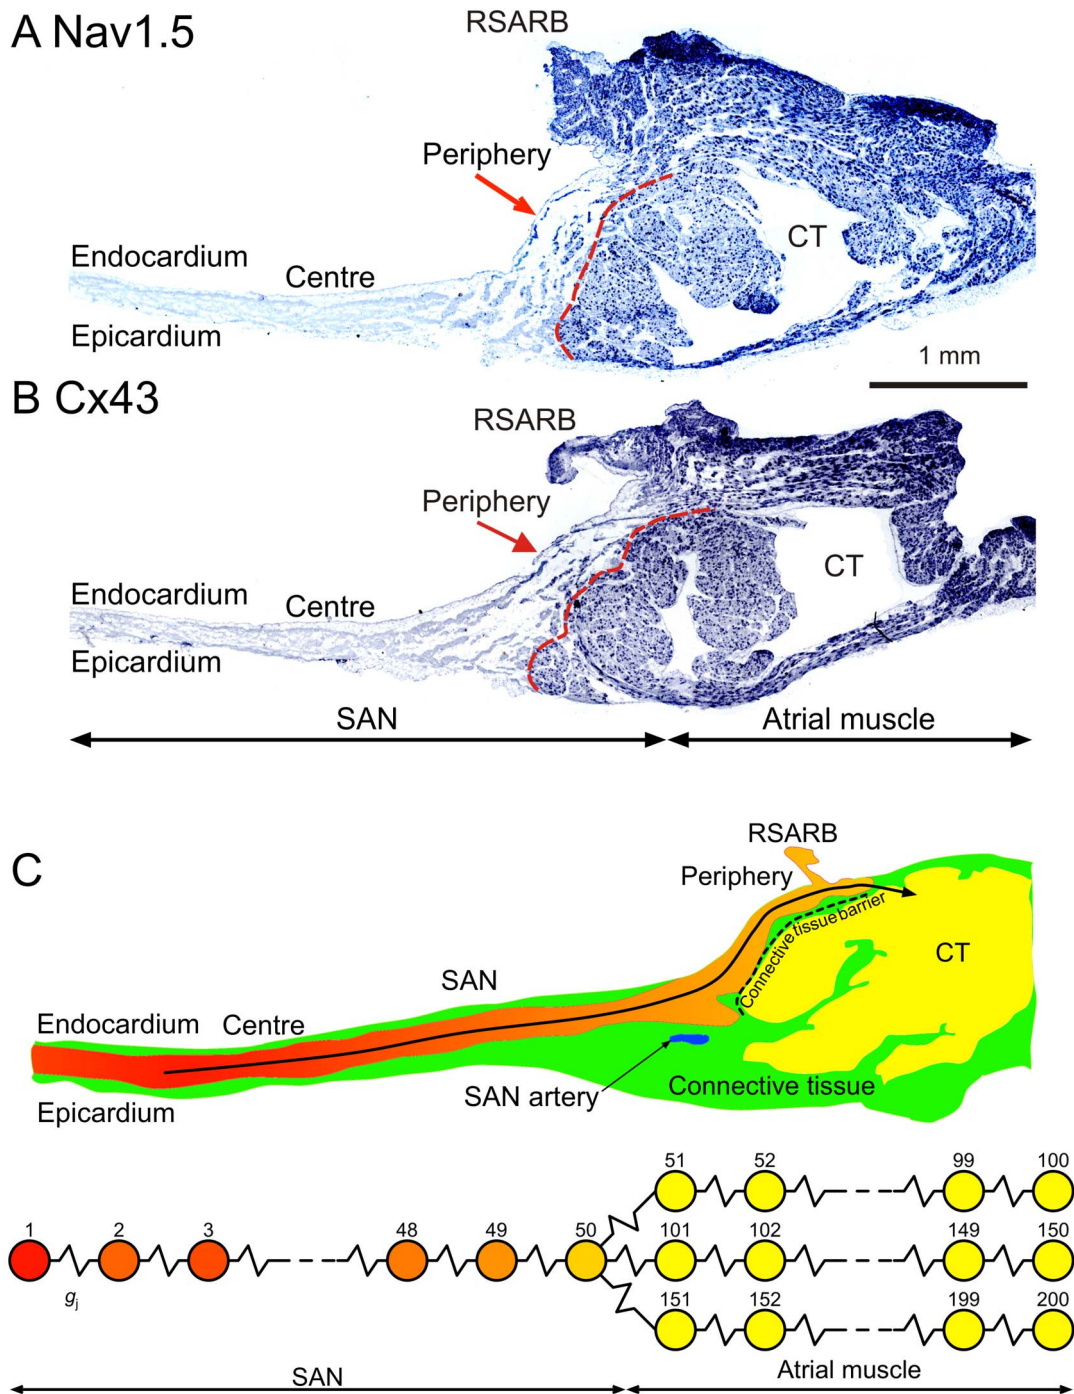 A Nav1.5
RSARB
Periphery
Endocardium
Centre
CT
Epicardium
1 mm
B Cx43
RSARB
Periphery
Endocardium
Centre
CT
Epicardium
SAN
Atrial muscle
C
RSARB
Periphery
Connective tissue barrier
CT
SAN
Endocardium
Centre
Epicardium
SAN artery
Connective tissue
51 52 99 100
1 2 3 48 49 50 101 102 149 150
gj
151 152 199 200
SAN
Atrial muscle